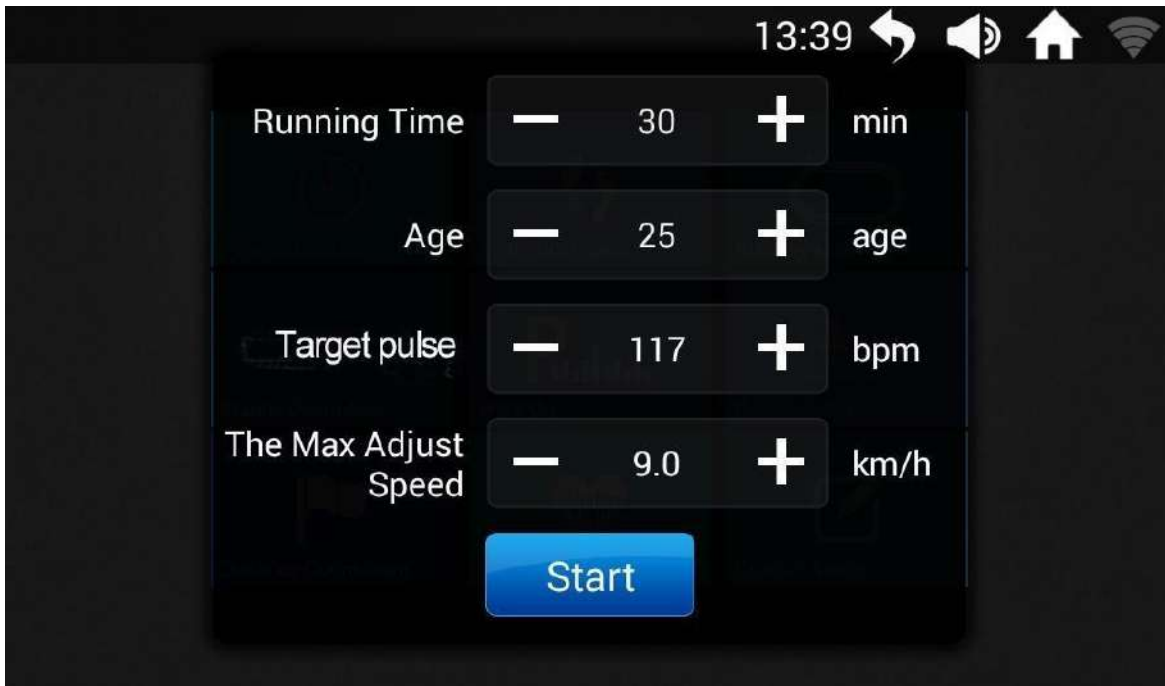 13:39
Running Time − 30 + min
Age − 25 + age
Target pulse − 117 + bpm
The Max Adjust
Speed − 9.0 + km/h
Start